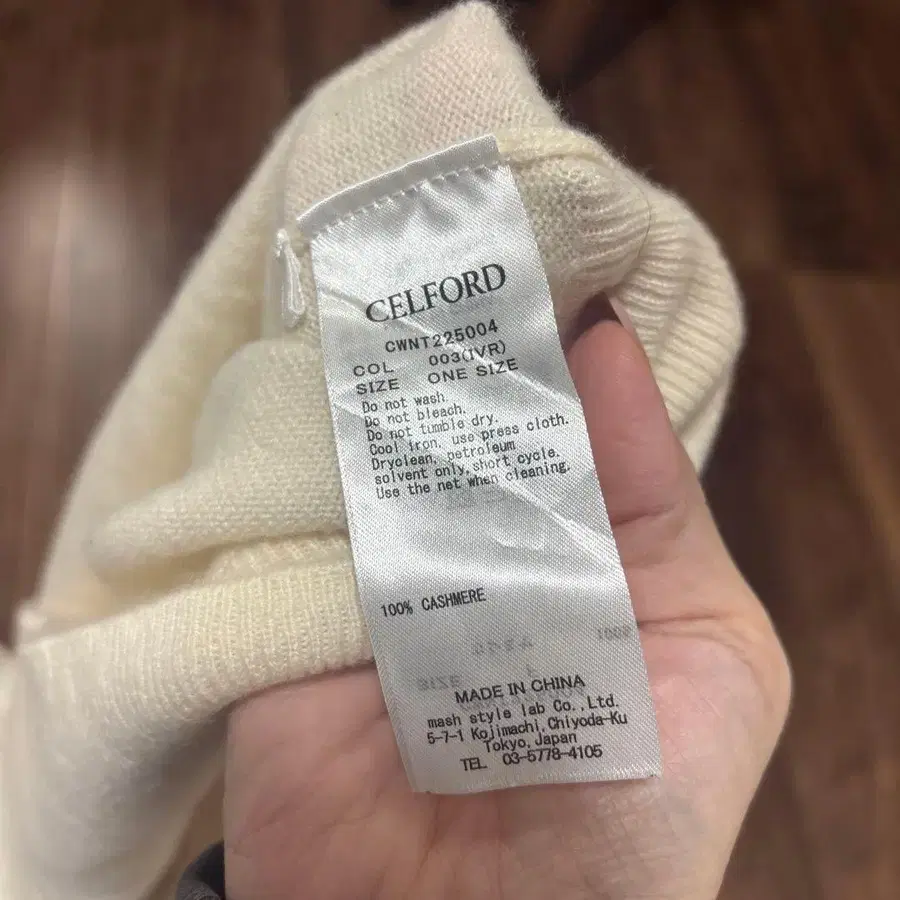 CELFORD
CWNT225004
COL 003(IVR)
SIZE ONE SIZE
Do not wash.
Do not bleach.
Do not tumble dry.
Cool iron, use press cloth.
Dryclean, petroleum
solvent only,short cycle.
Use the net when cleaning.
100% CASHMERE
MADE IN CHINA
mash style lab Co.,Ltd.
5-7-1 Kojimachi,Chiyoda-Ku
Tokyo,Japan
TEL 03-5778-4105